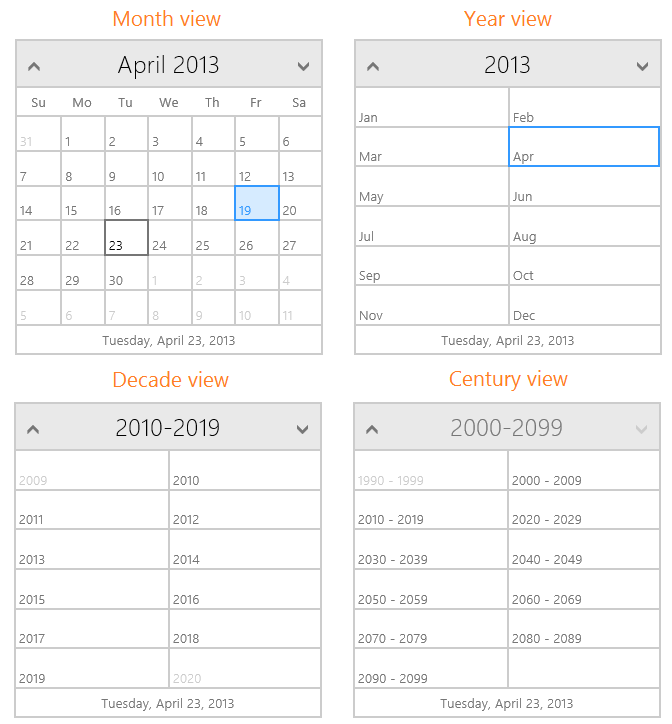 Month view
April 2013
Su Mo Tu We Th Fr Sa
31 1 2 3 4 5 6
7 8 9 10 11 12 13
14 15 16 17 18 19 20
21 22 23 24 25 26 27
28 29 30 1 2 3 4
5 6 7 8 9 10 11
Tuesday, April 23, 2013
Year view
2013
Jan Feb
Mar Apr
May Jun
Jul Aug
Sep Oct
Nov Dec
Tuesday, April 23, 2013
Decade view
2010-2019
2009 2010
2011 2012
2013 2014
2015 2016
2017 2018
2019 2020
Tuesday, April 23, 2013
Century view
2000-2099
1990 - 1999 2000 - 2009
2010 - 2019 2020 - 2029
2030 - 2039 2040 - 2049
2050 - 2059 2060 - 2069
2070 - 2079 2080 - 2089
2090 - 2099
Tuesday, April 23, 2013